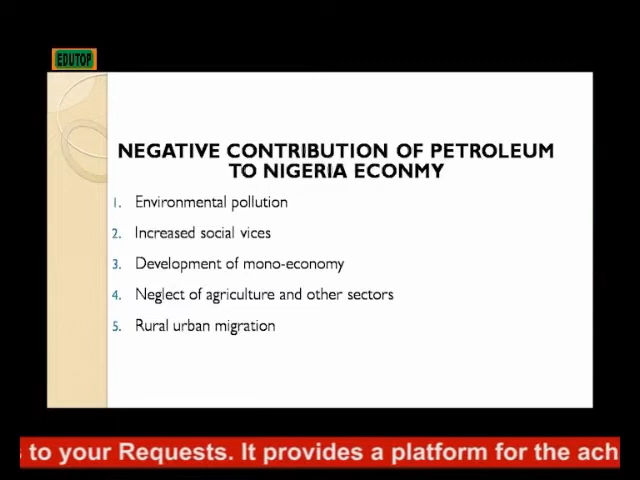 EDUTOP
NEGATIVE CONTRIBUTION OF PETROLEUM
TO NIGERIA ECONMY
1. Environmental pollution
2. Increased social vices
3. Development of mono-economy
4. Neglect of agriculture and other sectors
5. Rural urban migration
to your Requests. It provides a platform for the ach